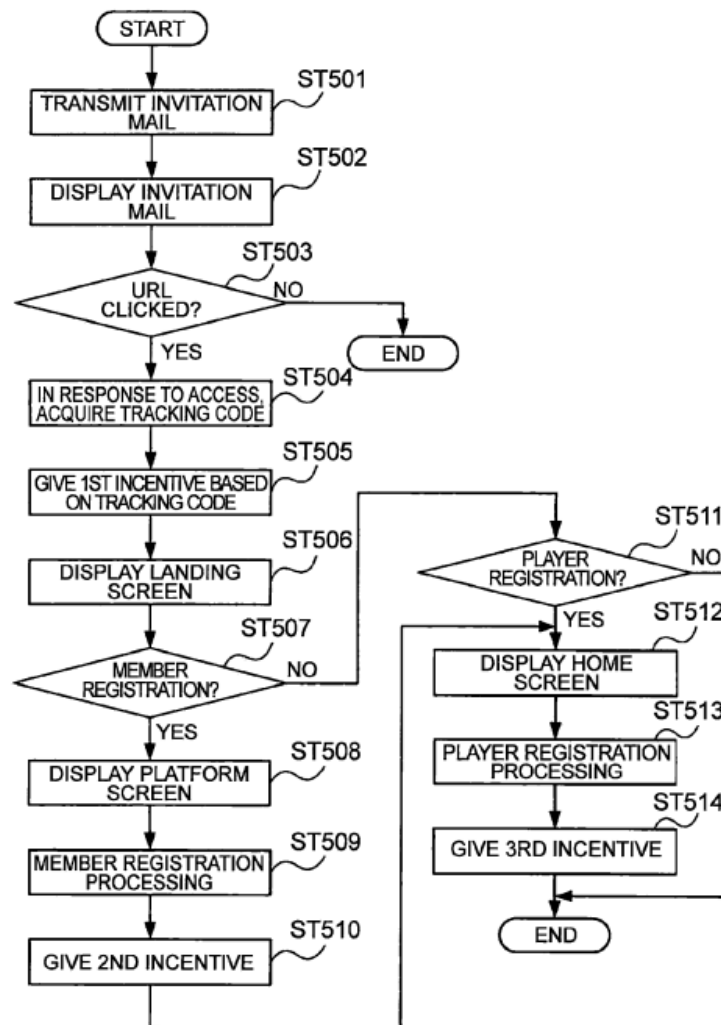 START
ST501
TRANSMIT INVITATION
MAIL
ST502
DISPLAY INVITATION
MAIL
ST503
URL
CLICKED?
NO
YES
END
ST504
IN RESPONSE TO ACCESS,
ACQUIRE TRACKING CODE
ST505
GIVE 1ST INCENTIVE BASED
ON TRACKING CODE
ST506
DISPLAY LANDING
SCREEN
ST507
MEMBER
REGISTRATION?
NO
YES
ST508
DISPLAY PLATFORM
SCREEN
ST509
MEMBER REGISTRATION
PROCESSING
ST510
GIVE 2ND INCENTIVE
ST511
PLAYER
REGISTRATION?
NO
YES
ST512
DISPLAY HOME
SCREEN
ST513
PLAYER REGISTRATION
PROCESSING
ST514
GIVE 3RD INCENTIVE
END